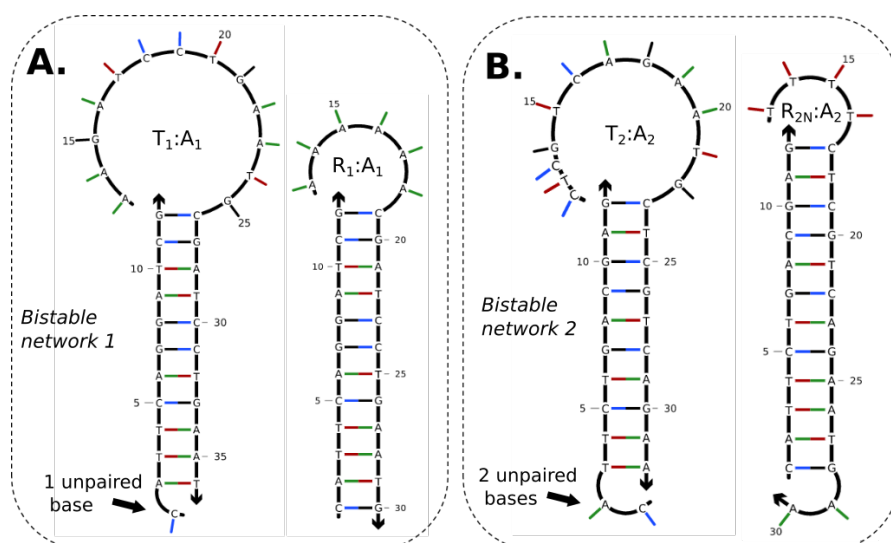 A.
T₁:A₁
A A G A T C C T G A A T G
15
20
25
G C
C G
10 T A
A T
G C 30
G C
A T
5 C G
T A
T A 35
A T
C
Bistable
network 1
1 unpaired
base
R₁:A₁
A A A A A A
15
G C
C G 20
10 T A
A T
G C
G C
A T 25
5 C G
T A
T A
A T
C G 30
B.
T₂:A₂
C T C G T C A G A A T G
15
20
G C
A T
G C 25
C G
A T
G C
T A
C G 30
T A
T A
A C
Bistable
network 2
2 unpaired
bases
R₂N:A₂
T T T T
15
G C
A T
10 G C
C G 20
A T
G C
T A
5 C G
T A 25
T A
A T
C G
A A
30